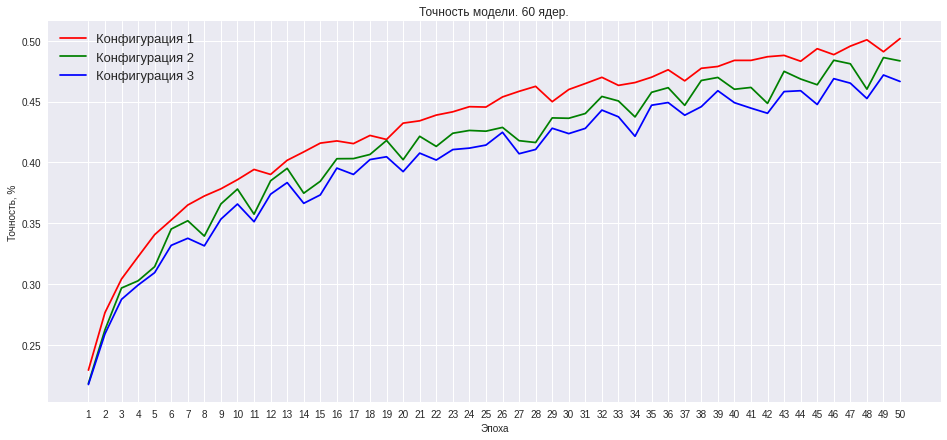 Точность модели. 60 ядер.
Конфигурация 1
Конфигурация 2
Конфигурация 3
Точность, %
0.50
0.45
0.40
0.35
0.30
0.25
1 2 3 4 5 6 7 8 9 10 11 12 13 14 15 16 17 18 19 20 21 22 23 24 25 26 27 28 29 30 31 32 33 34 35 36 37 38 39 40 41 42 43 44 45 46 47 48 49 50
Эпоха